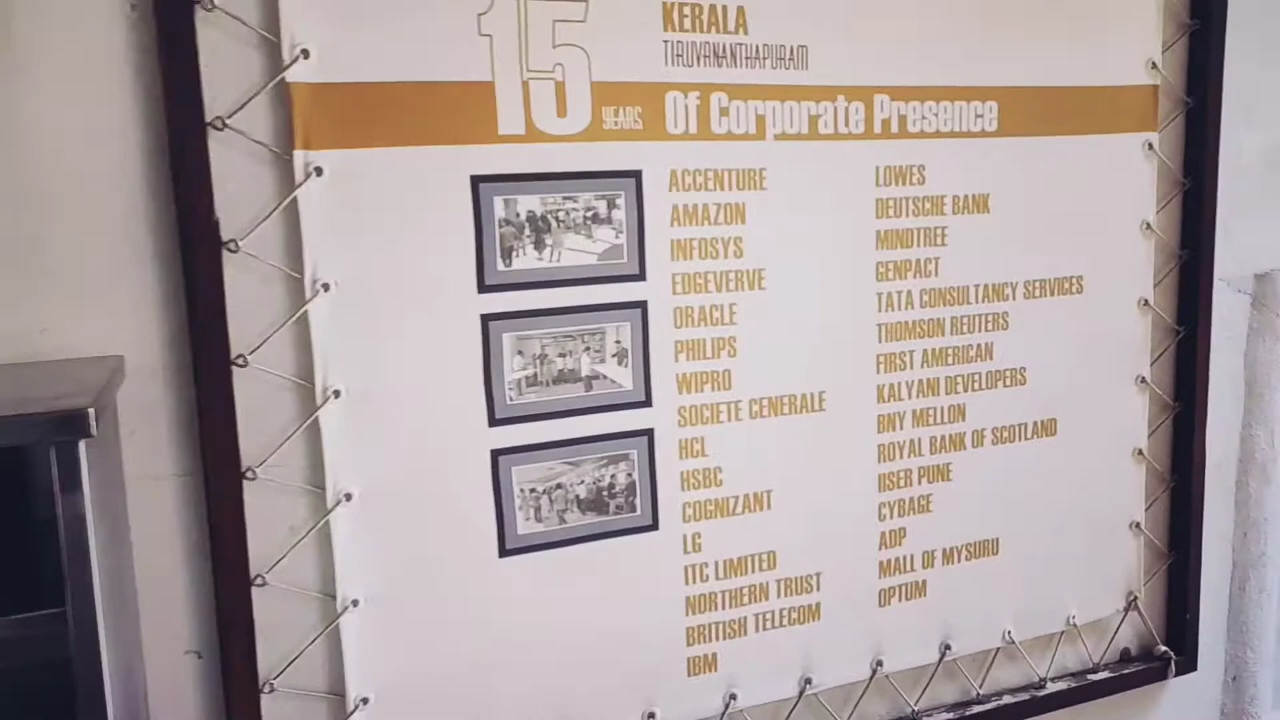 KERALA
TIRUVANANTHAPURAM
15 YEARS Of Corporate Presence
ACCENTURE
AMAZON
INFOSYS
EDGEVERVE
ORACLE
PHILIPS
WIPRO
SOCIETE CENERALE
HCL
HSBC
COGNIZANT
LG
ITC LIMITED
NORTHERN TRUST
BRITISH TELECOM
IBM
LOWES
DEUTSCHE BANK
MINDTREE
GENPACT
TATA CONSULTANCY SERVICES
THOMSON REUTERS
FIRST AMERICAN
KALYANI DEVELOPERS
BNY MELLON
ROYAL BANK OF SCOTLAND
IISER PUNE
CYBAGE
ADP
MALL OF MYSURU
OPTUM